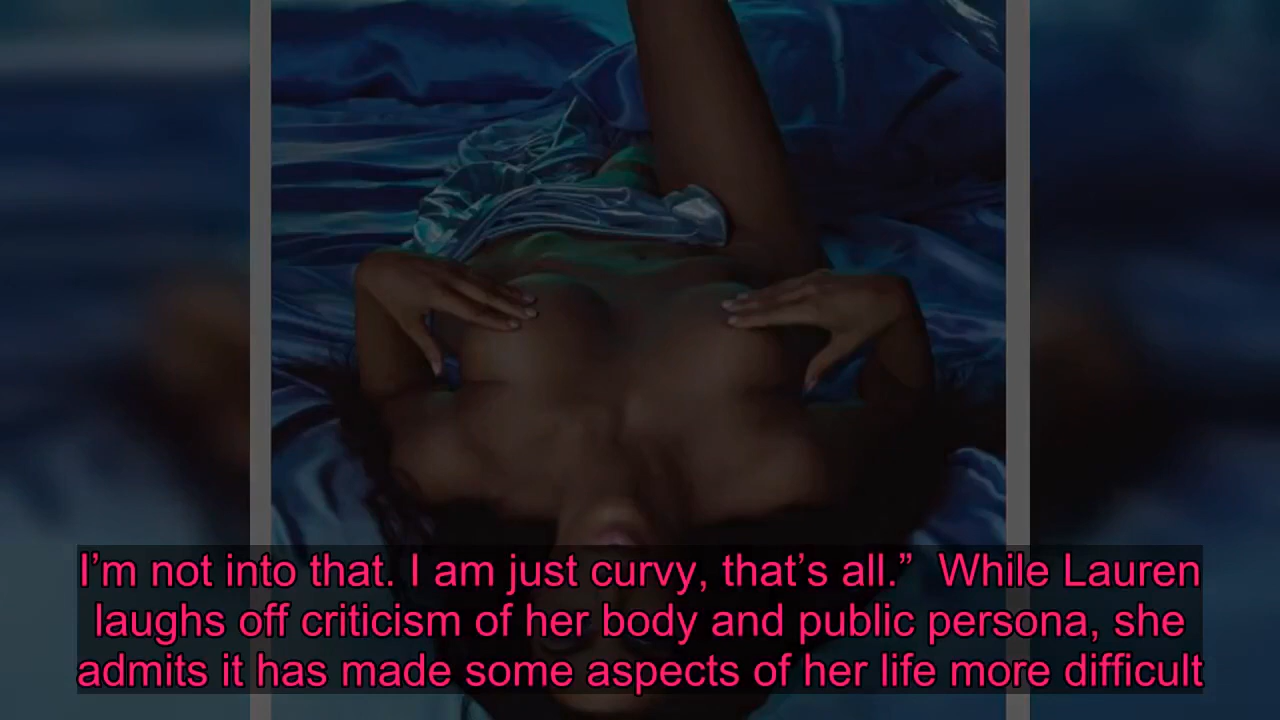 I’m not into that. I am just curvy, that’s all.”  While Lauren
laughs off criticism of her body and public persona, she
admits it has made some aspects of her life more difficult